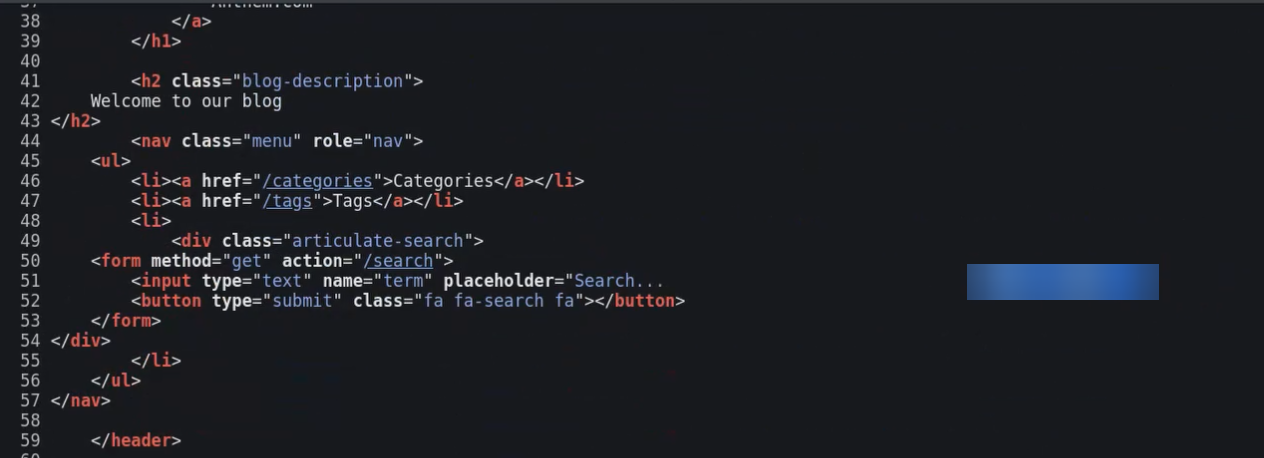 37 Anthem.com
38 </a>
39 </h1>
40
41 <h2 class="blog-description">
42 Welcome to our blog
43 </h2>
44 <nav class="menu" role="nav">
45 <ul>
46 <li><a href="/categories">Categories</a></li>
47 <li><a href="/tags">Tags</a></li>
48 <li>
49 <div class="articulate-search">
50 <form method="get" action="/search">
51 <input type="text" name="term" placeholder="Search...
52 <button type="submit" class="fa fa-search fa"></button>
53 </form>
54 </div>
55 </li>
56 </ul>
57 </nav>
58
59 </header>